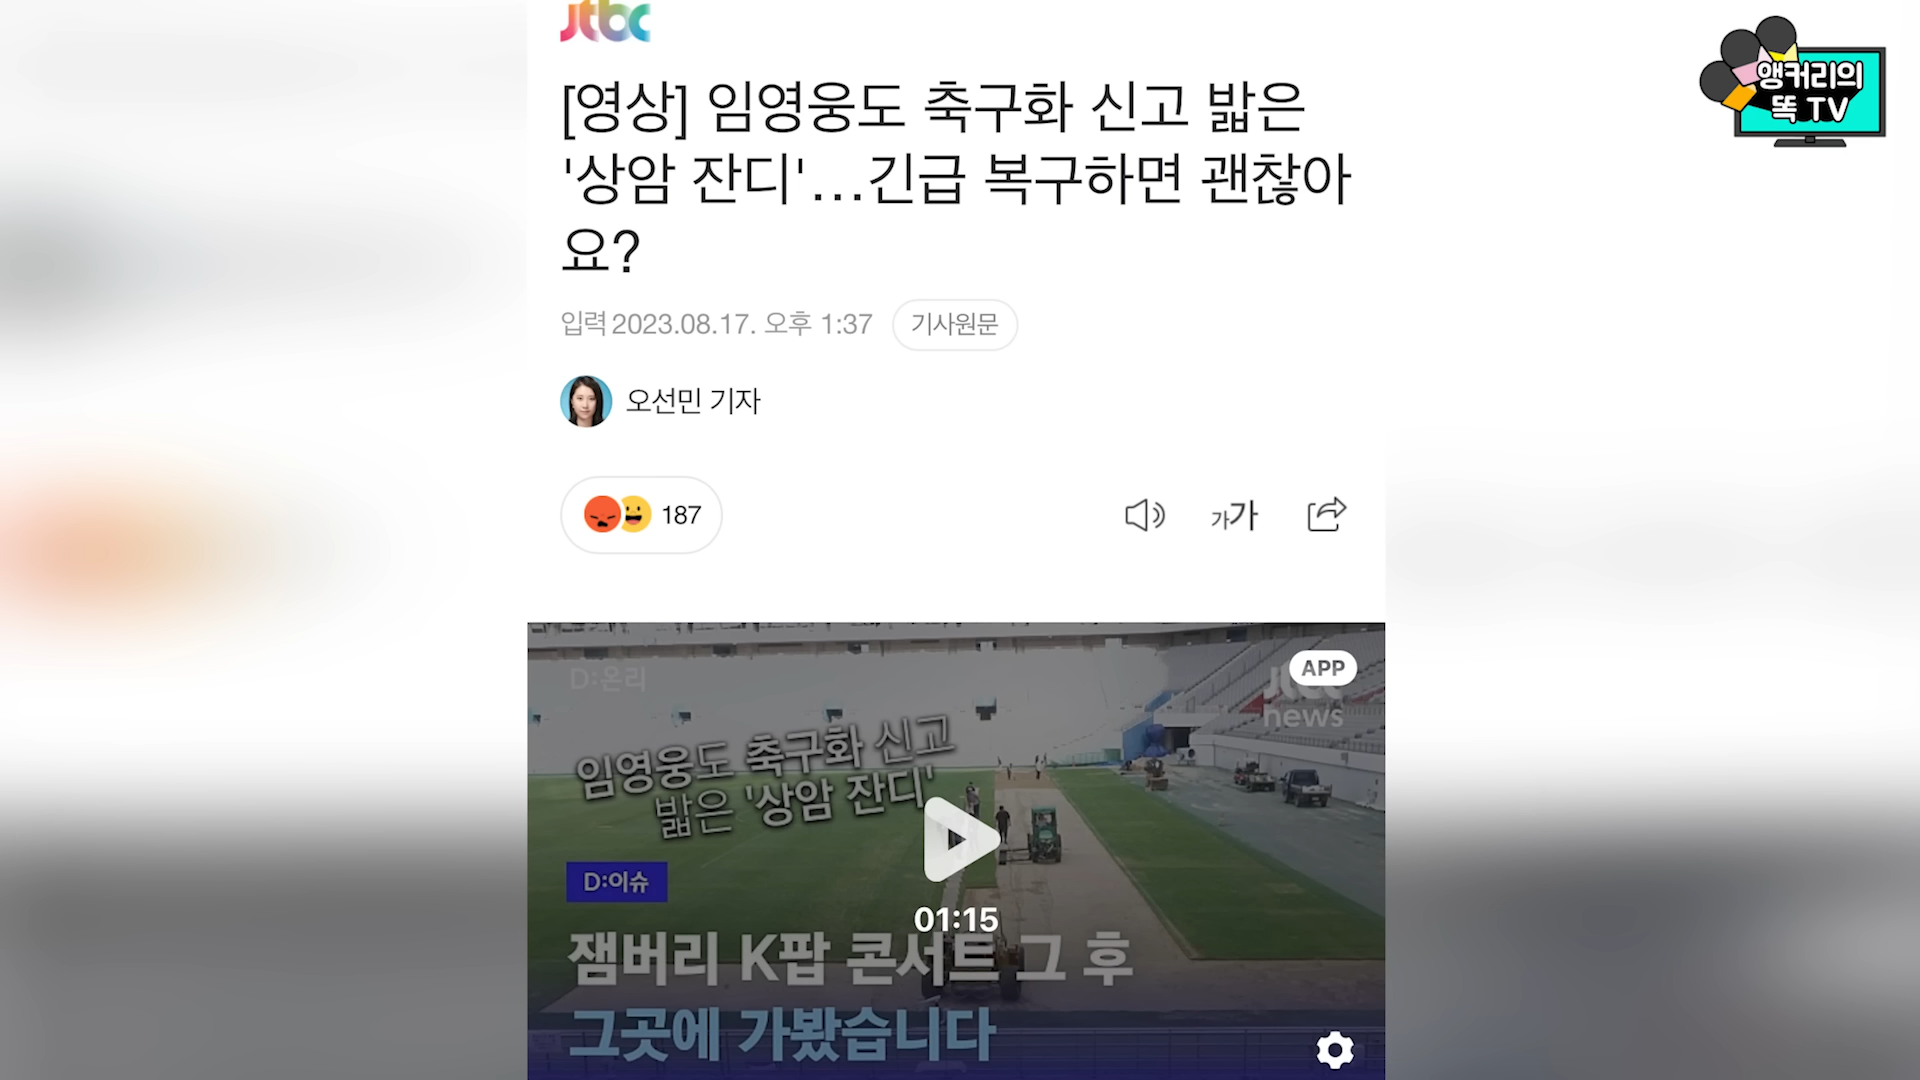 jtbc
앵커리의
똑 TV
[영상] 임영웅도 축구화 신고 밟은
'상암 잔디'...긴급 복구하면 괜찮아
요?
입력 2023.08.17. 오후 1:37 기사원문
오선민 기자
187
가가
D:온리
APP
news
임영웅도 축구화 신고
밟은 '상암 잔디'
D:이슈
01:15
잼버리 K팝 콘서트 그 후
그곳에 가봤습니다